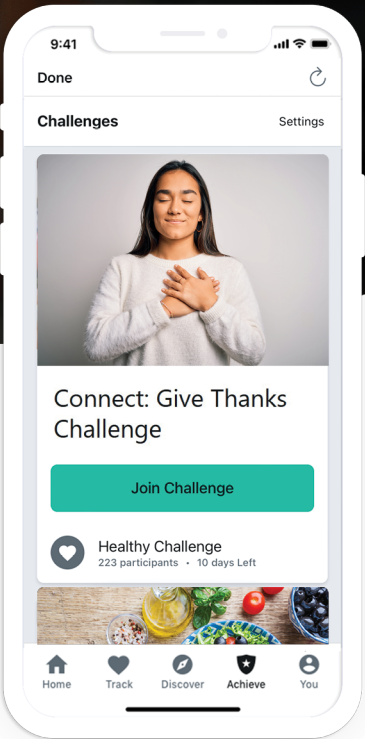 9:41
Done
Challenges Settings
Connect: Give Thanks
Challenge
Join Challenge
Healthy Challenge
223 participants • 10 days Left
Home Track Discover Achieve You